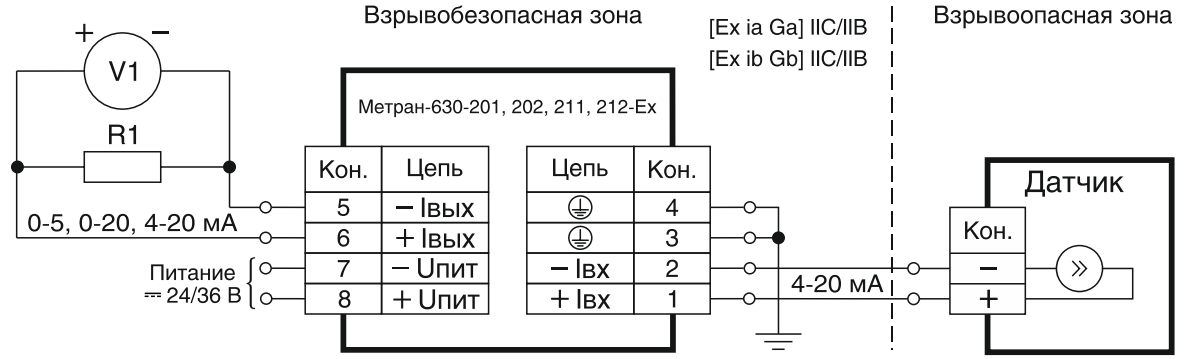 Взрывобезопасная зона
Взрывоопасная зона
[Ex ia Ga] IIC/IIB
[Ex ib Gb] IIC/IIB
+ −
V1
R1
0-5, 0-20, 4-20 мА
Питание
⎓ 24/36 В
Метран-630-201, 202, 211, 212-Ex
Кон. Цепь
5 − Iвых
6 + Iвых
7 − Uпит
8 + Uпит
Цепь Кон.
4
3
− Iвх 2
+ Iвх 1
4-20 мА
Датчик
Кон.
−
+